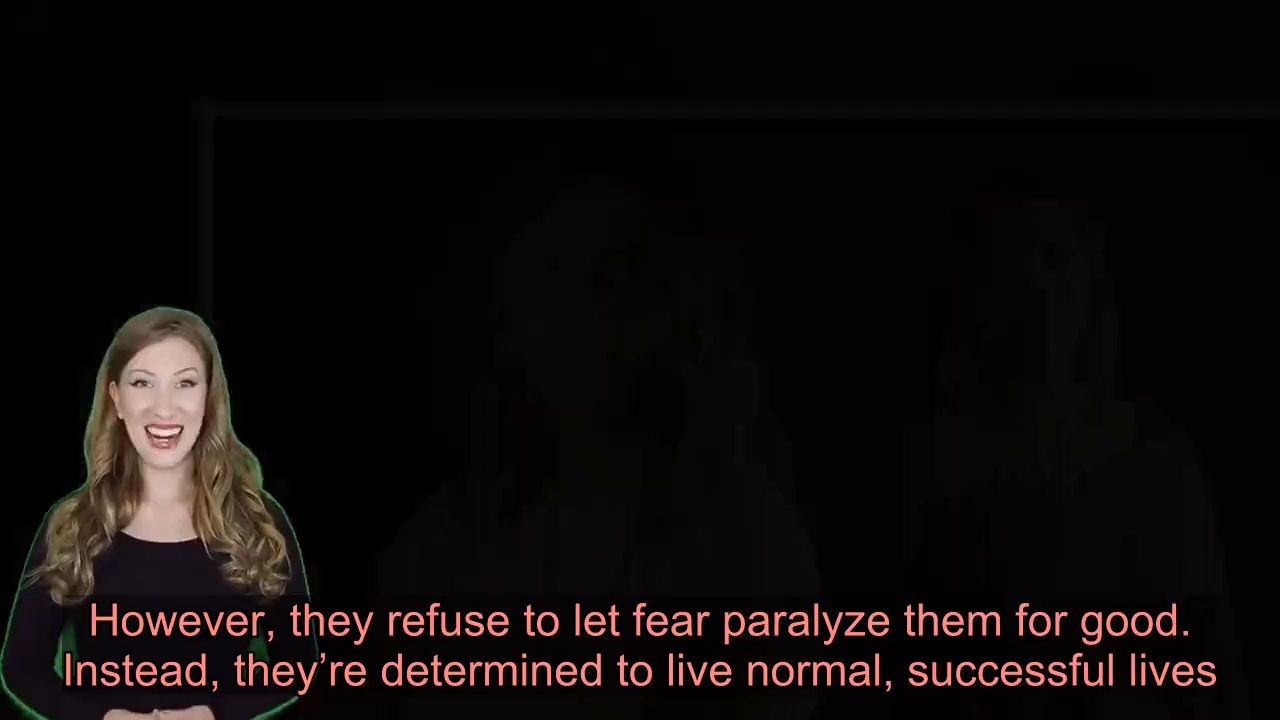 However, they refuse to let fear paralyze them for good.
Instead, they’re determined to live normal, successful lives